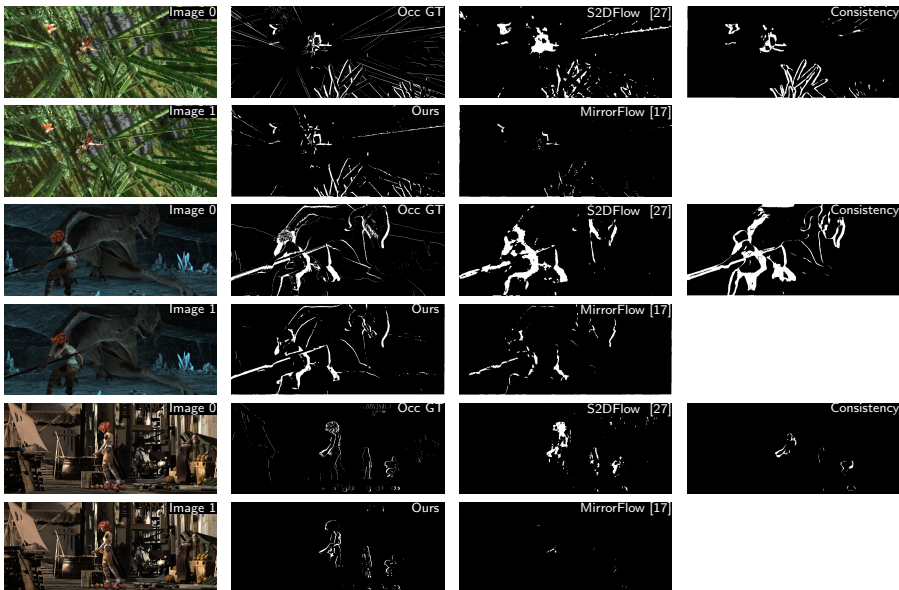 Image 0 Occ GT S2DFlow [27] Consistency
Image 1 Ours MirrorFlow [17]
Image 0 Occ GT S2DFlow [27] Consistency
Image 1 Ours MirrorFlow [17]
Image 0 Occ GT S2DFlow [27] Consistency
Image 1 Ours MirrorFlow [17]